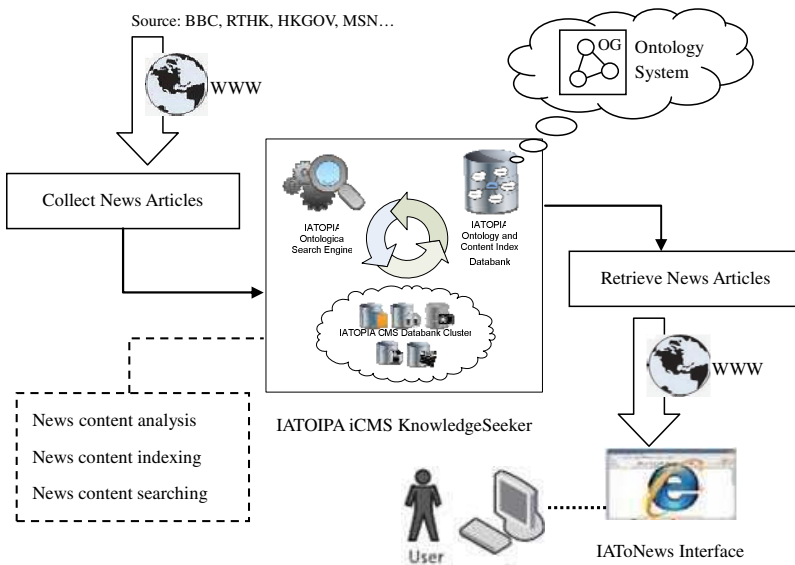 Source: BBC, RTHK, HKGOV, MSN…
WWW
Collect News Articles
OG
Ontology
System
IATOPIA
Ontologica
Search Engine
IATOPIA
Ontology and
Content Index
Databank
IATOPIA CMS Databank Cluster
Retrieve News Articles
WWW
IATOIPA iCMS KnowledgeSeeker
News content analysis
News content indexing
News content searching
User
IAToNews Interface